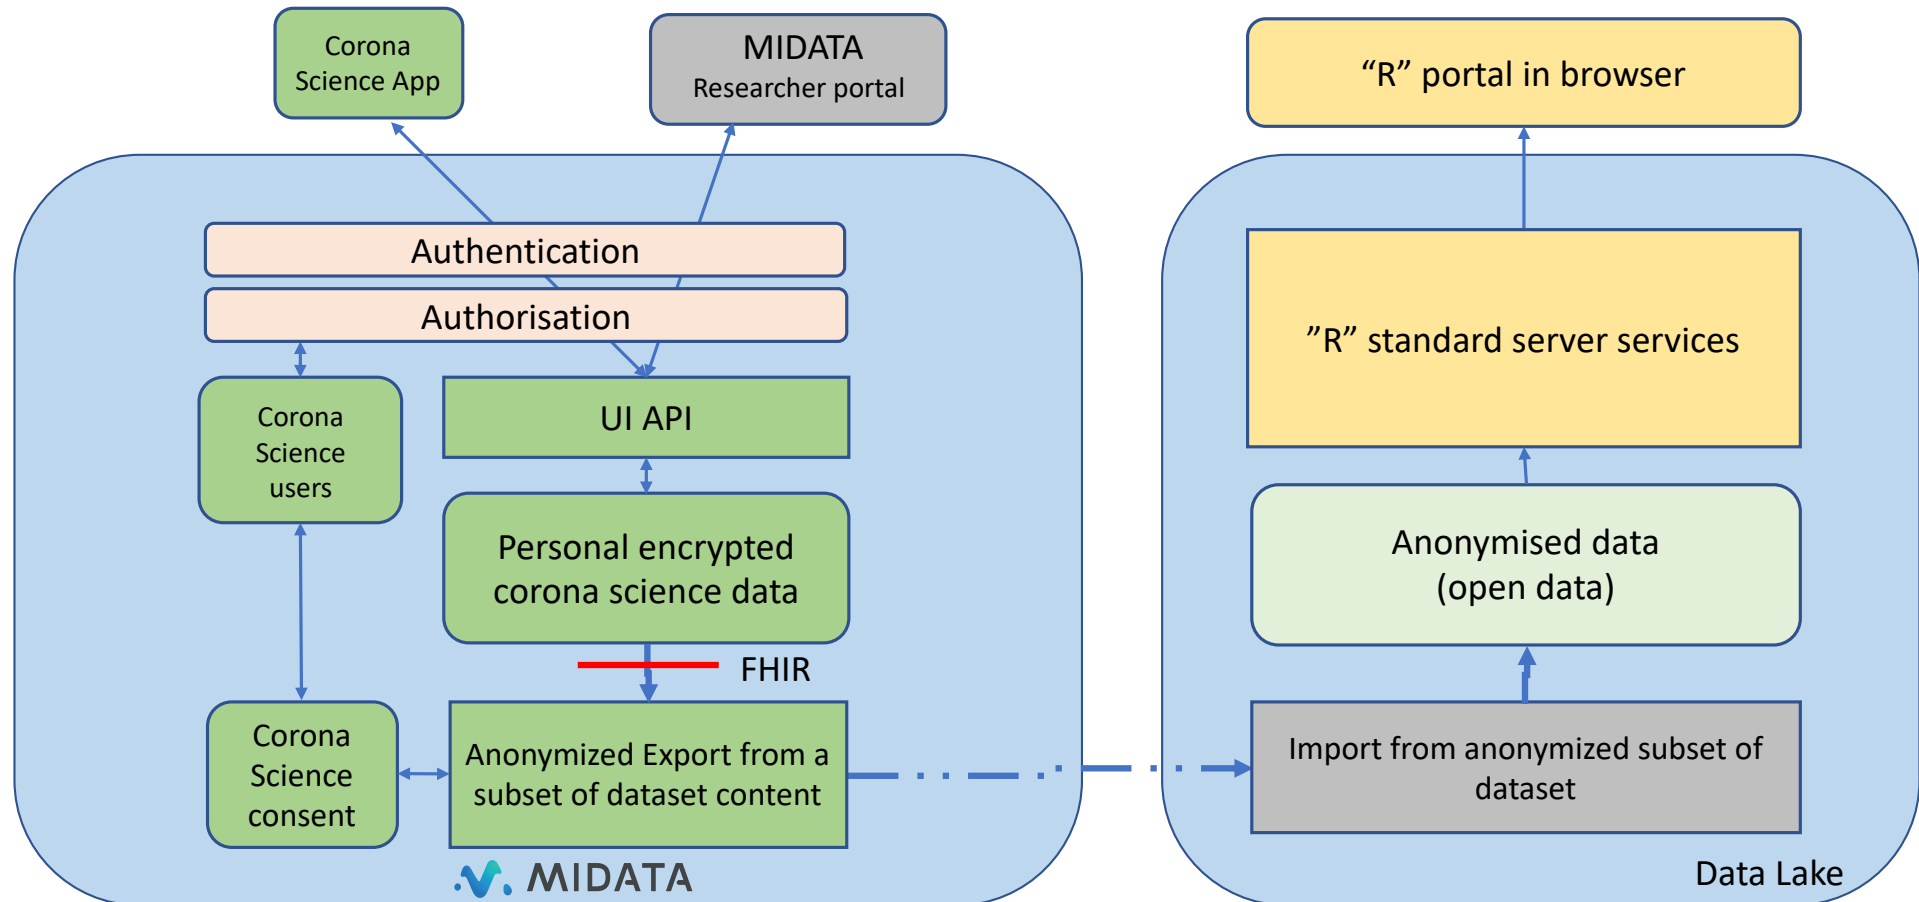 Corona
Science App
MIDATA
Researcher portal
“R” portal in browser
Authentication
Authorisation
Corona
Science
users
UI API
Personal encrypted
corona science data
FHIR
Corona
Science
consent
Anonymized Export from a
subset of dataset content
MIDATA
”R” standard server services
Anonymised data
(open data)
Import from anonymized subset of
dataset
Data Lake